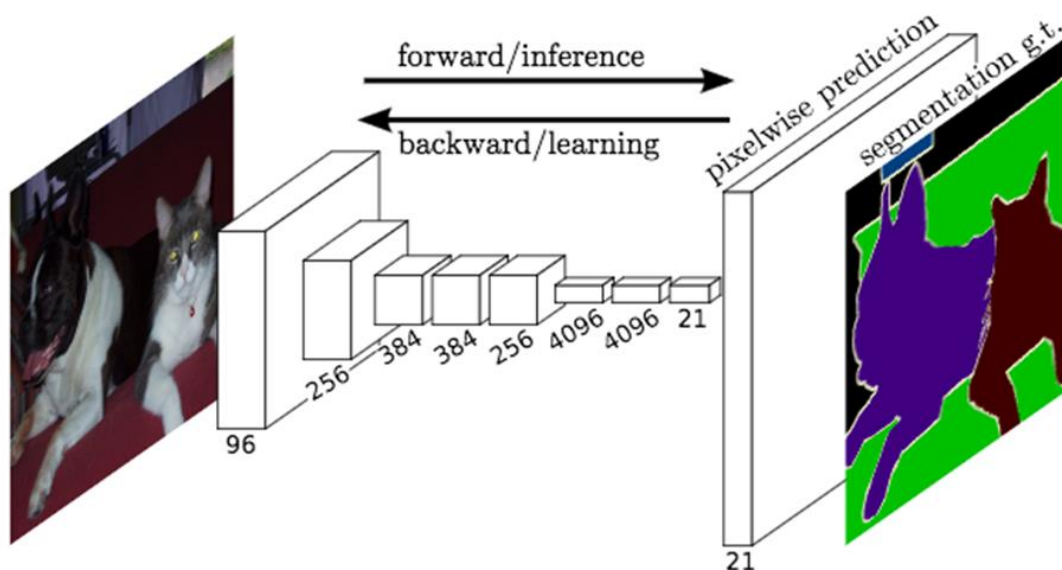 forward/inference
backward/learning
pixelwise prediction
segmentation g.t.
96
256
384
384
256
4096
4096
21
21